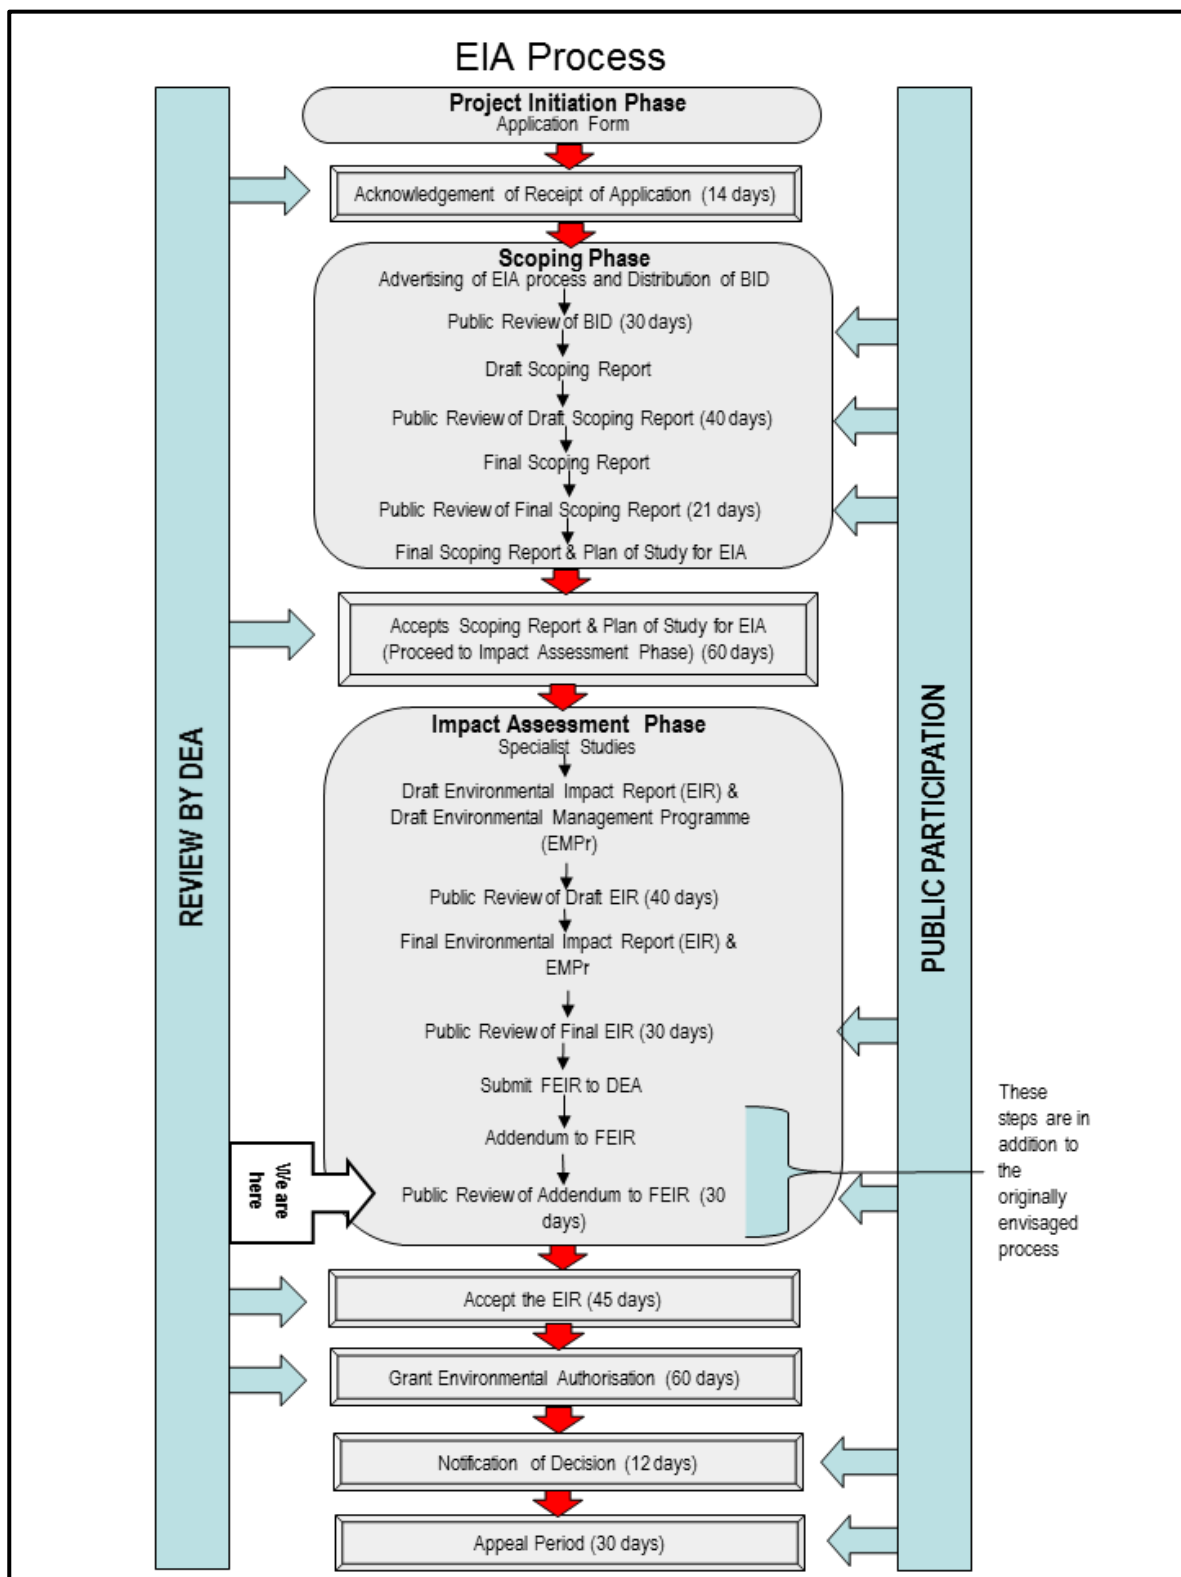 EIA Process
Project Initiation Phase
Application Form
Acknowledgement of Receipt of Application (14 days)
Scoping Phase
Advertising of EIA process and Distribution of BID
Public Review of BID (30 days)
Draft Scoping Report
Public Review of Draft Scoping Report (40 days)
Final Scoping Report
Public Review of Final Scoping Report (21 days)
Final Scoping Report & Plan of Study for EIA
Accepts Scoping Report & Plan of Study for EIA
(Proceed to Impact Assessment Phase) (60 days)
Impact Assessment Phase
Specialist Studies
Draft Environmental Impact Report (EIR) &
Draft Environmental Management Programme
(EMPr)
Public Review of Draft EIR (40 days)
Final Environmental Impact Report (EIR) &
EMPr
Public Review of Final EIR (30 days)
Submit FEIR to DEA
Addendum to FEIR
Public Review of Addendum to FEIR (30
days)
Accept the EIR (45 days)
Grant Environmental Authorisation (60 days)
Notification of Decision (12 days)
Appeal Period (30 days)
REVIEW BY DEA
We are
here
PUBLIC PARTICIPATION
These
steps are in
addition to
the
originally
envisaged
process